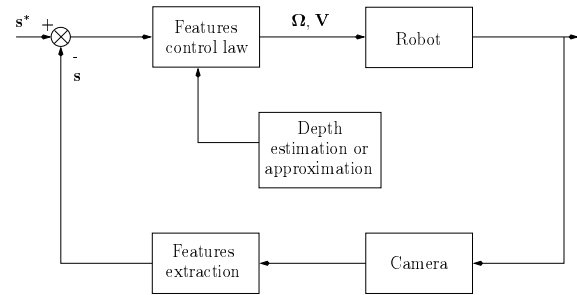 s* +
Features
control law
Ω, V
Robot
-
s
Depth
estimation or
approximation
Features
extraction
Camera